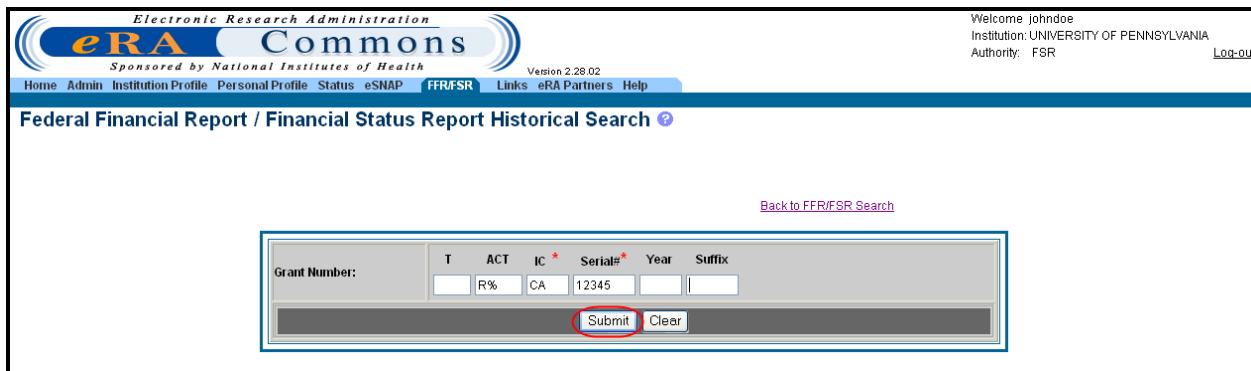 Electronic Research Administration
eRA Commons
Sponsored by National Institutes of Health
Version 2.28.02
Welcome johndoe
Institution: UNIVERSITY OF PENNSYLVANIA
Authority: FSR Log-ou
Home Admin Institution Profile Personal Profile Status eSNAP FFR/FSR Links eRA Partners Help
Federal Financial Report / Financial Status Report Historical Search ?
Back to FFR/FSR Search
T ACT IC * Serial#* Year Suffix
Grant Number:
R% CA 12345
Submit Clear